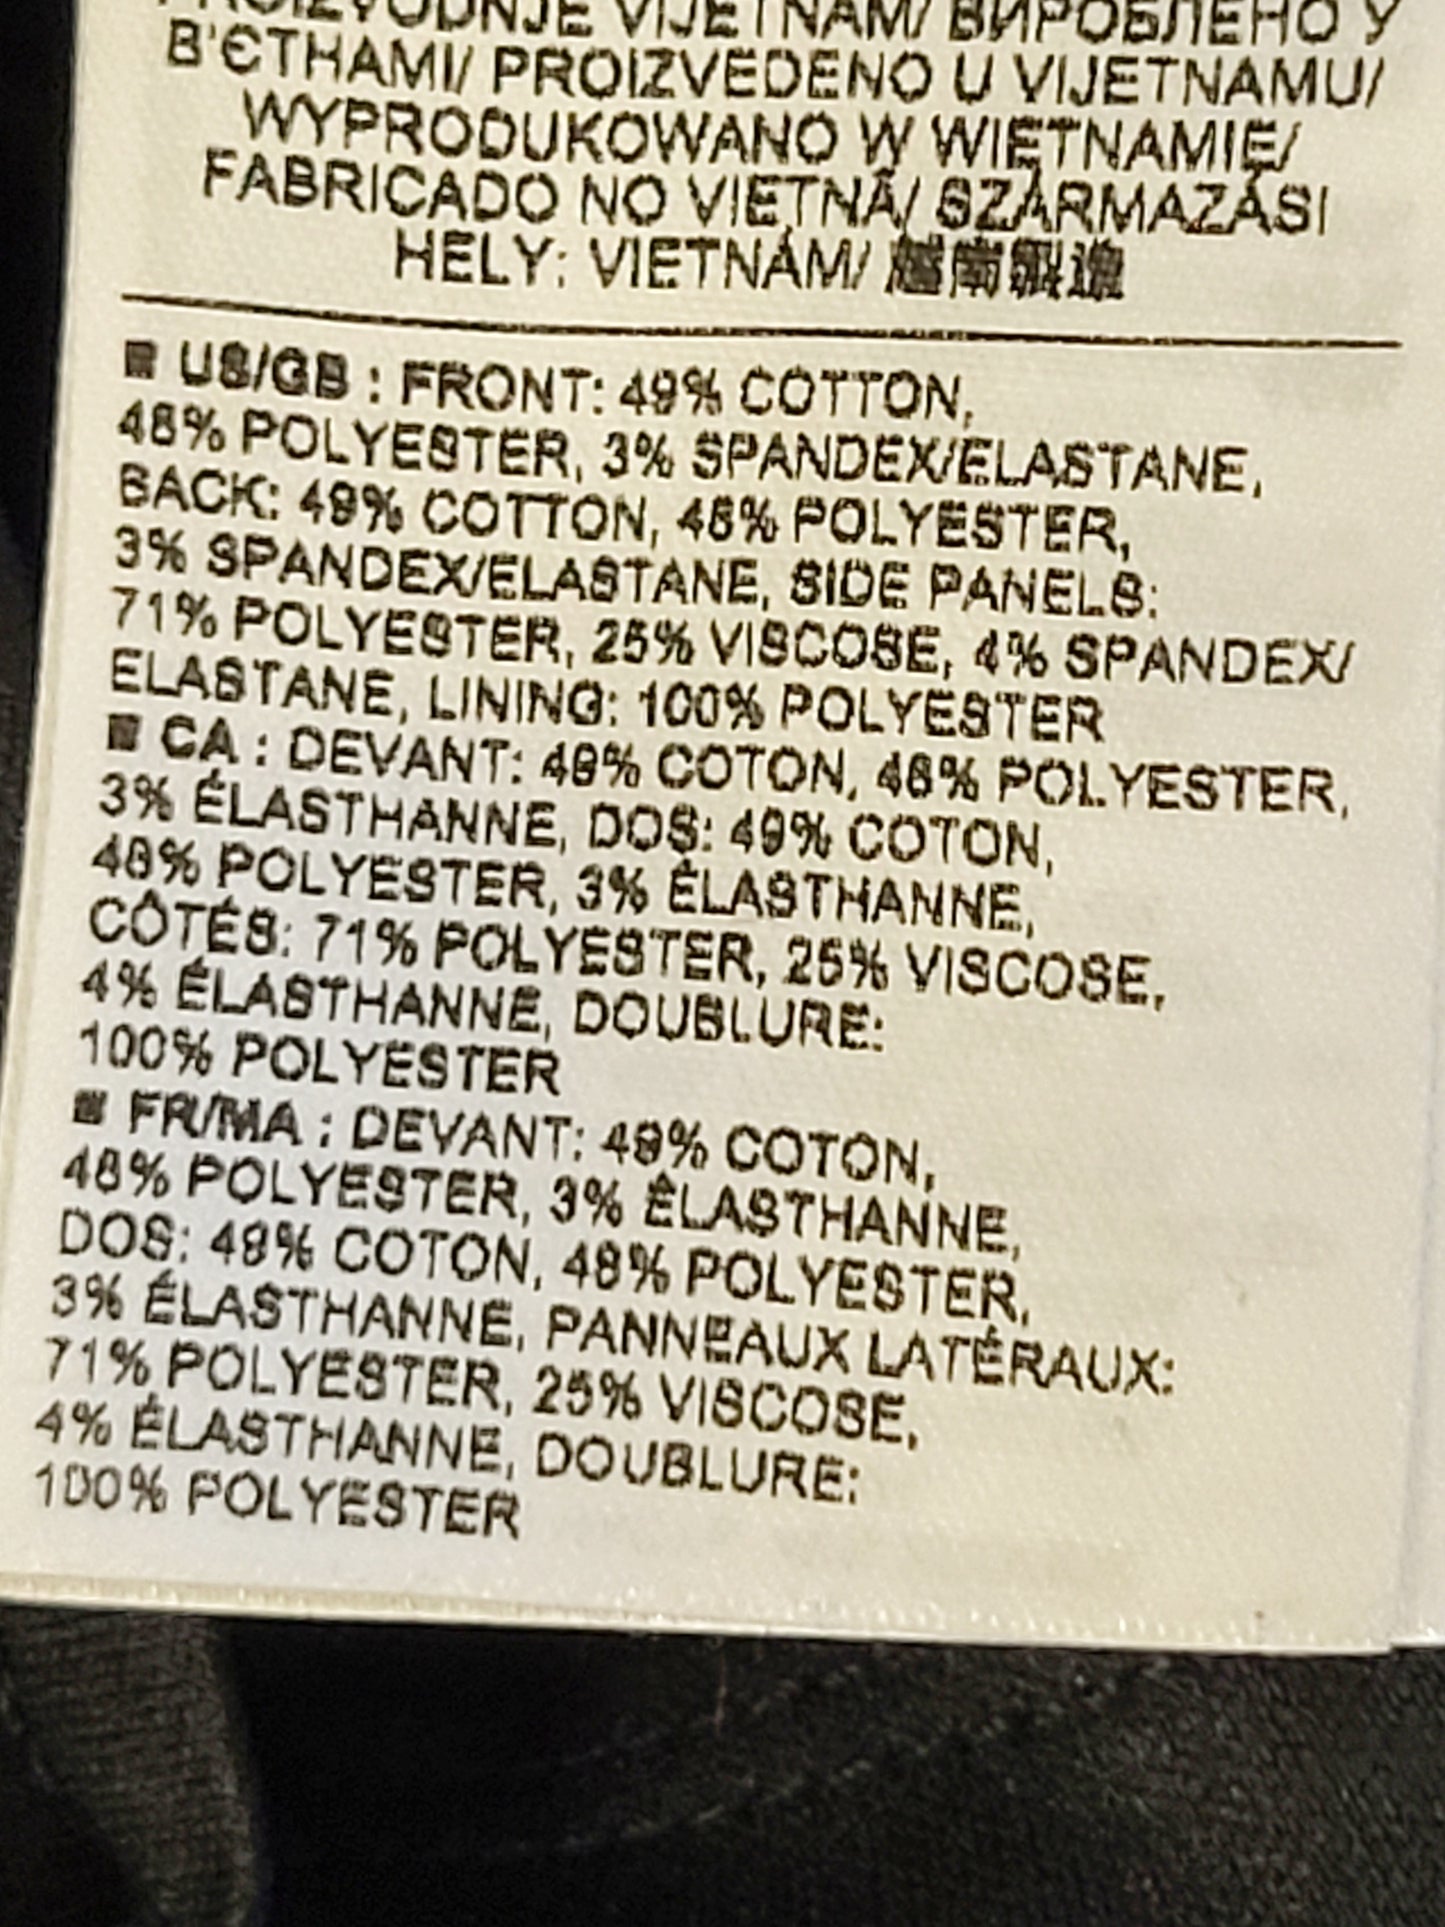 PROIZVODNJE VIJETNAM/ ВИРОБЛЕНО У
В'ЄТНАМІ/ PROIZVEDENO U VIJETNAMU/
WYPRODUKOWANO W WIETNAMIE/
FABRICADO NO VIETNÃ/ SZÁRMAZÁSI
HELY: VIETNÁM/ 越南製造
■ US/GB : FRONT: 49% COTTON,
48% POLYESTER, 3% SPANDEX/ELASTANE,
BACK: 49% COTTON, 48% POLYESTER,
3% SPANDEX/ELASTANE, SIDE PANELS:
71% POLYESTER, 25% VISCOSE, 4% SPANDEX/
ELASTANE, LINING: 100% POLYESTER
■ CA : DEVANT: 49% COTON, 48% POLYESTER,
3% ÉLASTHANNE, DOS: 49% COTON,
48% POLYESTER, 3% ÉLASTHANNE,
CÔTÉS: 71% POLYESTER, 25% VISCOSE,
4% ÉLASTHANNE, DOUBLURE:
100% POLYESTER
■ FR/MA : DEVANT: 49% COTON,
48% POLYESTER, 3% ÉLASTHANNE,
DOS: 49% COTON, 48% POLYESTER,
3% ÉLASTHANNE, PANNEAUX LATÉRAUX:
71% POLYESTER, 25% VISCOSE,
4% ÉLASTHANNE, DOUBLURE:
100% POLYESTER